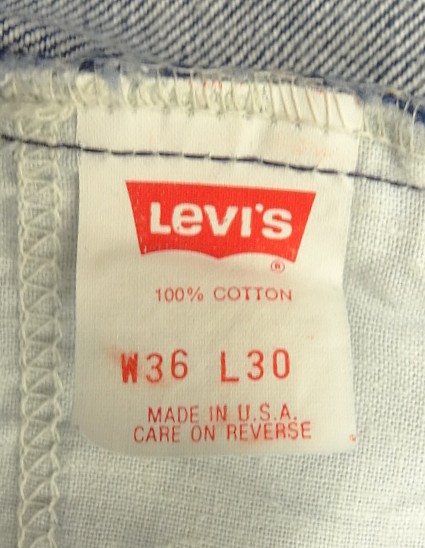 LEVI'S
®
100% COTTON
W36 L30
MADE IN U.S.A.
CARE ON REVERSE